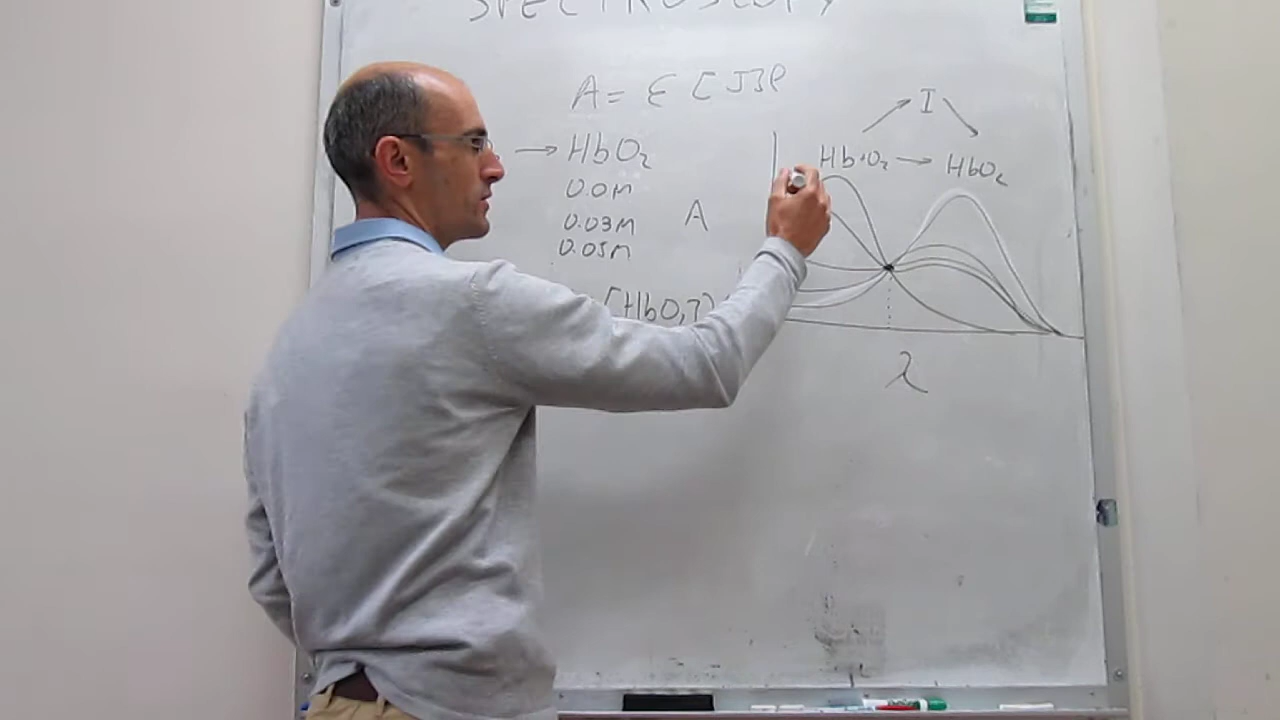 SPECTROSCOPY
A = ε [J]l
→ HbO₂
0.01M
0.03M
0.05M
A
[HbO₂]
I
Hb+O₂ → HbO₂
λ